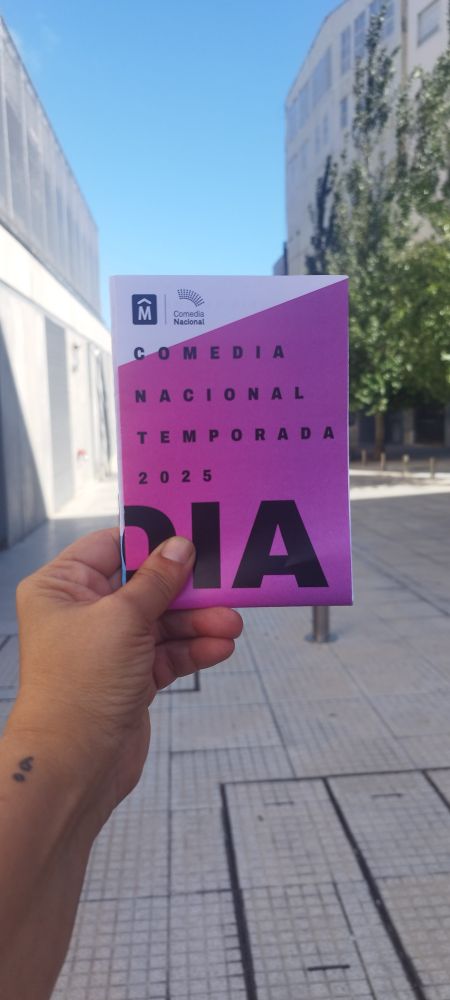 M
Comedia
Nacional
COMEDIA
NACIONAL
TEMPORADA
2025
DIA